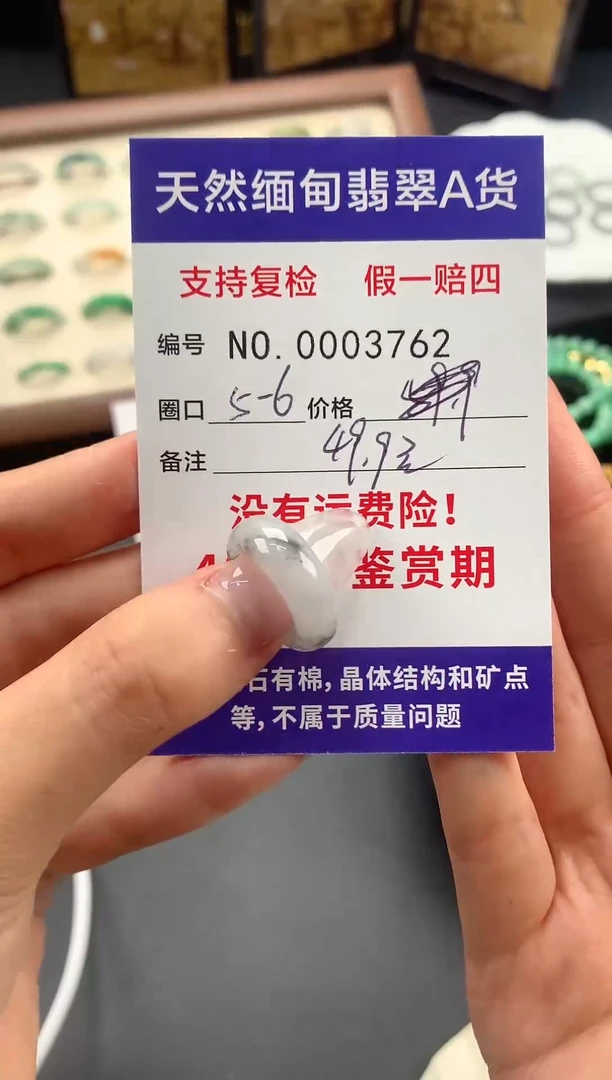 天然缅甸翡翠A货
支持复检 假一赔四
编号 NO. 0003762
圈口 5-6 价格
备注 49.9元
没有运费险!
鉴赏期
石有棉, 晶体结构和矿点
等, 不属于质量问题